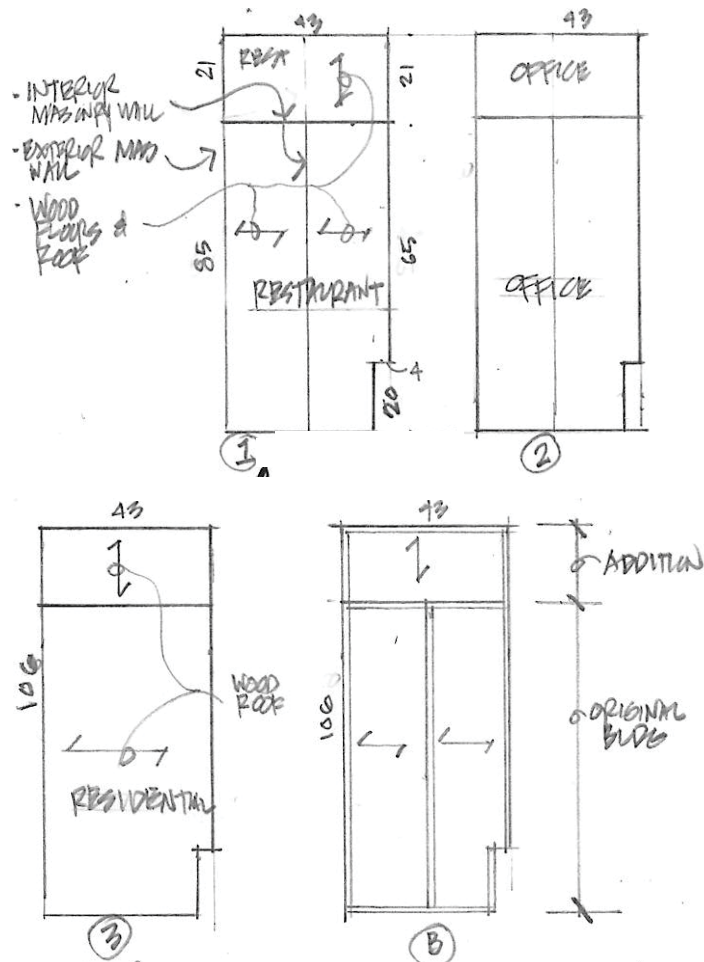 43
43
21
REST
21
OFFICE
· INTERIOR
MASONRY WALL
· EXTERIOR MAS
WALL
· WOOD
FLOORS &
ROOF
85
65
RESTAURANT
OFFICE
4
20
1
A
2
43
43
ADDITION
106
WOOD
ROOF
106
ORIGINAL
BLDG
RESIDENTIAL
3
B